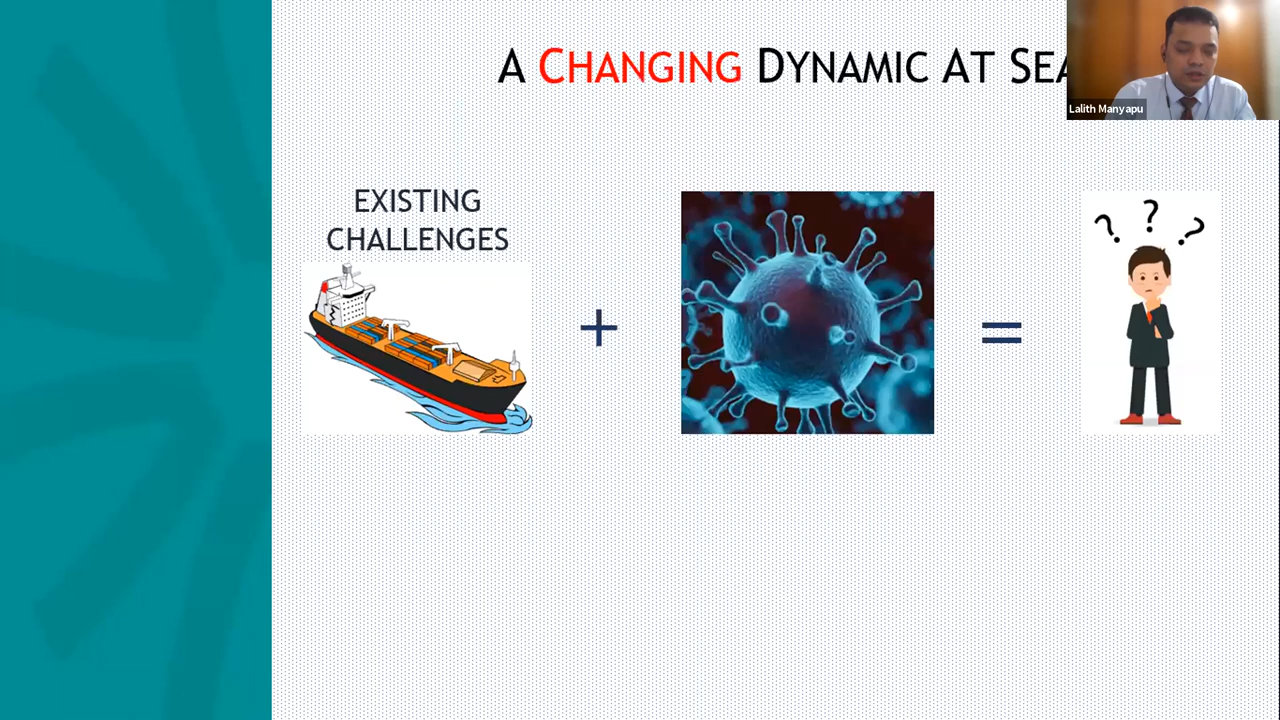 A CHANGING DYNAMIC AT SEA
Lalith Manyapu
EXISTING
CHALLENGES
+
=
? ? ?